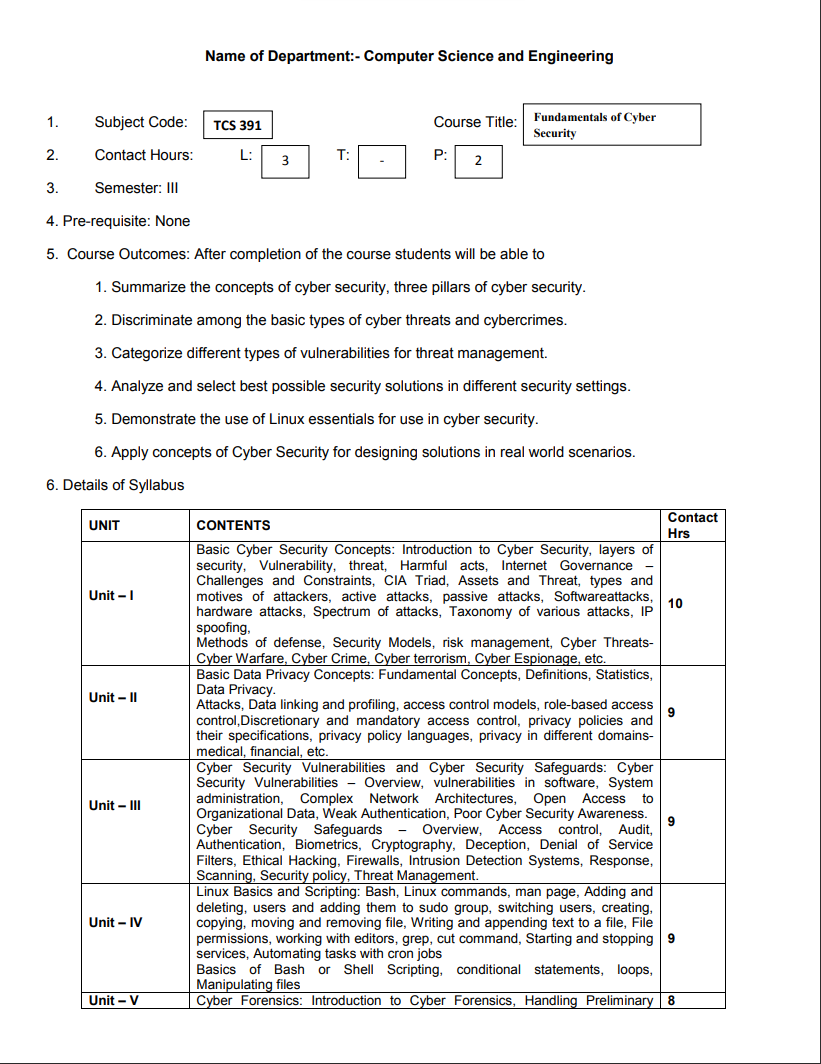 Name of Department:- Computer Science and Engineering
1. Subject Code: TCS 391 Course Title: Fundamentals of Cyber Security
2. Contact Hours: L: 3 T: - P: 2
3. Semester: III
4. Pre-requisite: None
5. Course Outcomes: After completion of the course students will be able to
1. Summarize the concepts of cyber security, three pillars of cyber security.
2. Discriminate among the basic types of cyber threats and cybercrimes.
3. Categorize different types of vulnerabilities for threat management.
4. Analyze and select best possible security solutions in different security settings.
5. Demonstrate the use of Linux essentials for use in cyber security.
6. Apply concepts of Cyber Security for designing solutions in real world scenarios.
6. Details of Syllabus
UNIT CONTENTS Contact Hrs
Unit – I
Basic Cyber Security Concepts: Introduction to Cyber Security, layers of
security, Vulnerability, threat, Harmful acts, Internet Governance –
Challenges and Constraints, CIA Triad, Assets and Threat, types and
motives of attackers, active attacks, passive attacks, Softwareattacks,
hardware attacks, Spectrum of attacks, Taxonomy of various attacks, IP
spoofing,
Methods of defense, Security Models, risk management, Cyber Threats-
Cyber Warfare, Cyber Crime, Cyber terrorism, Cyber Espionage, etc.
10
Unit – II
Basic Data Privacy Concepts: Fundamental Concepts, Definitions, Statistics,
Data Privacy.
Attacks, Data linking and profiling, access control models, role-based access
control,Discretionary and mandatory access control, privacy policies and
their specifications, privacy policy languages, privacy in different domains-
medical, financial, etc.
9
Unit – III
Cyber Security Vulnerabilities and Cyber Security Safeguards: Cyber
Security Vulnerabilities – Overview, vulnerabilities in software, System
administration, Complex Network Architectures, Open Access to
Organizational Data, Weak Authentication, Poor Cyber Security Awareness.
Cyber Security Safeguards – Overview, Access control, Audit,
Authentication, Biometrics, Cryptography, Deception, Denial of Service
Filters, Ethical Hacking, Firewalls, Intrusion Detection Systems, Response,
Scanning, Security policy, Threat Management.
9
Unit – IV
Linux Basics and Scripting: Bash, Linux commands, man page, Adding and
deleting, users and adding them to sudo group, switching users, creating,
copying, moving and removing file, Writing and appending text to a file, File
permissions, working with editors, grep, cut command, Starting and stopping
services, Automating tasks with cron jobs
Basics of Bash or Shell Scripting, conditional statements, loops,
Manipulating files
9
Unit – V
Cyber Forensics: Introduction to Cyber Forensics, Handling Preliminary
8